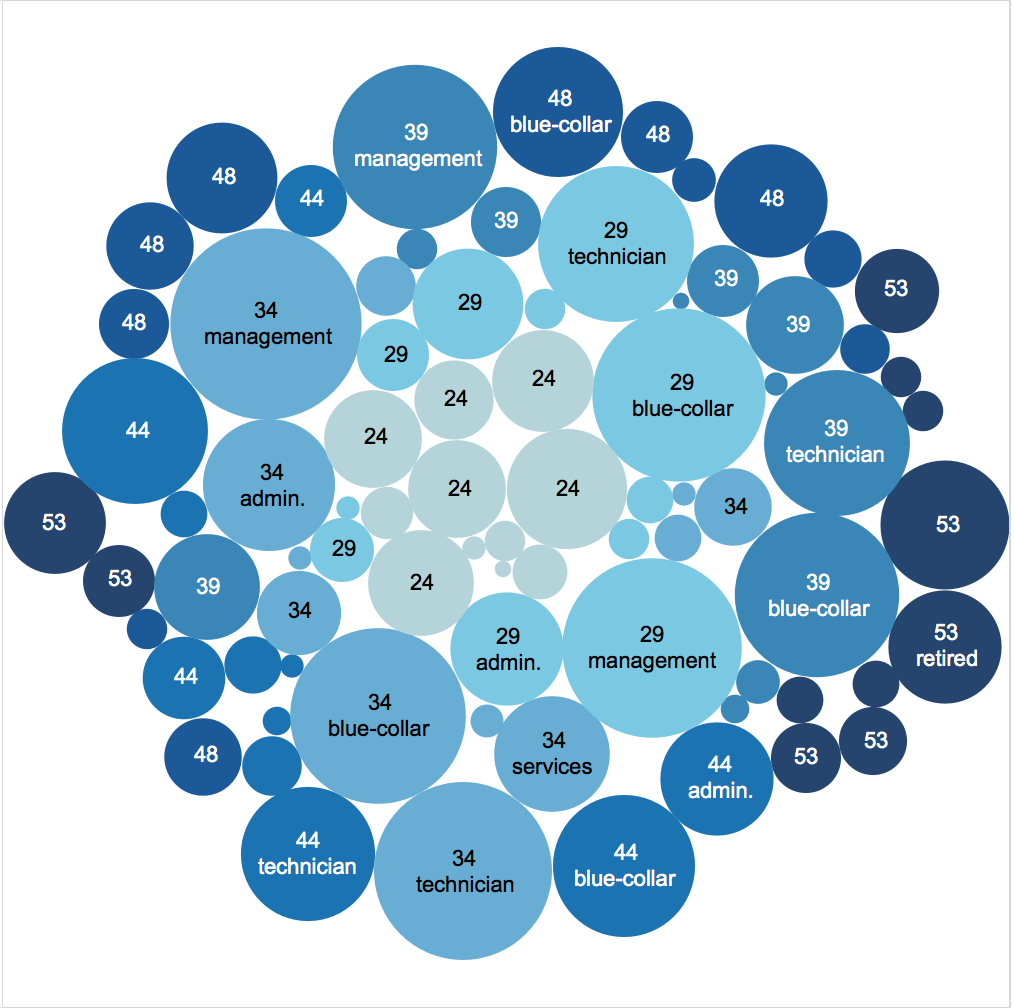 48
blue-collar
39
management
48
48
44
48
39
29
technician
48
39
53
29
34
management
48
39
29
24
29
blue-collar
24
44
24
39
technician
34
admin.
24
24
34
53
53
29
53
39
24
39
blue-collar
34
29
admin.
29
management
53
retired
44
34
blue-collar
48
34
services
53
53
44
admin.
44
technician
34
technician
44
blue-collar